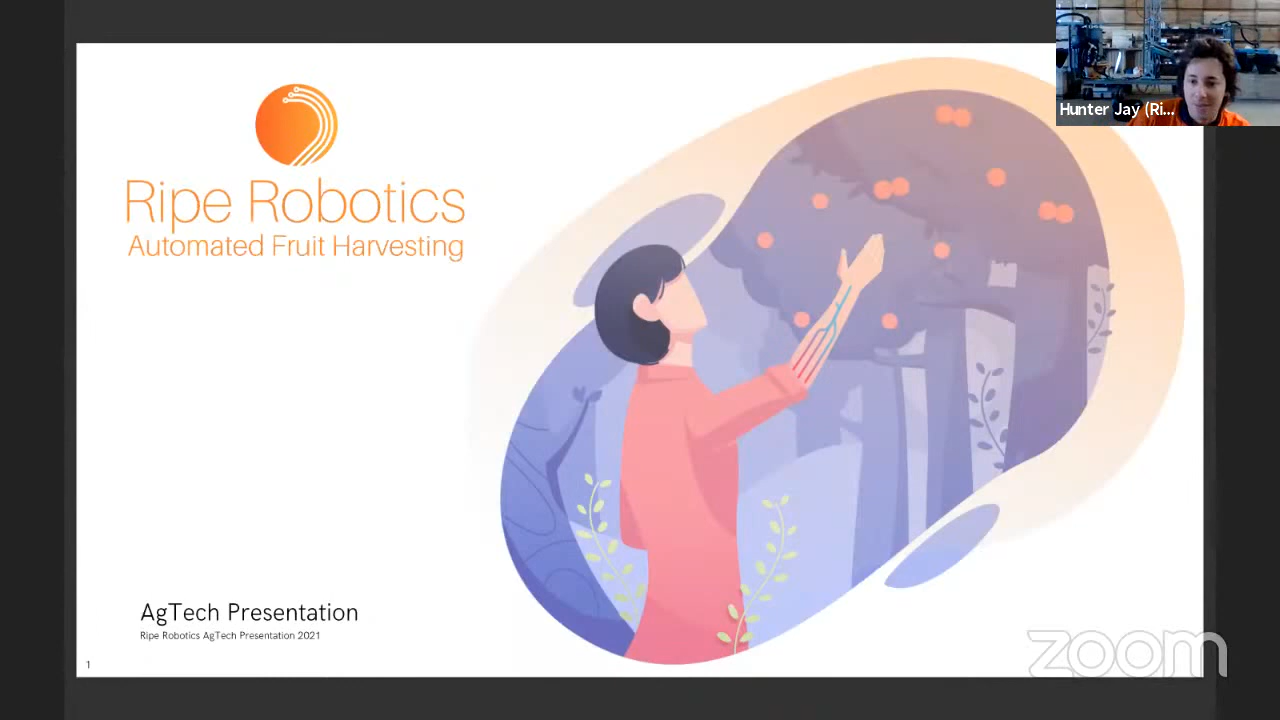 Hunter Jay (Ri...
Ripe Robotics
Automated Fruit Harvesting
AgTech Presentation
Ripe Robotics AgTech Presentation 2021
1
zoom